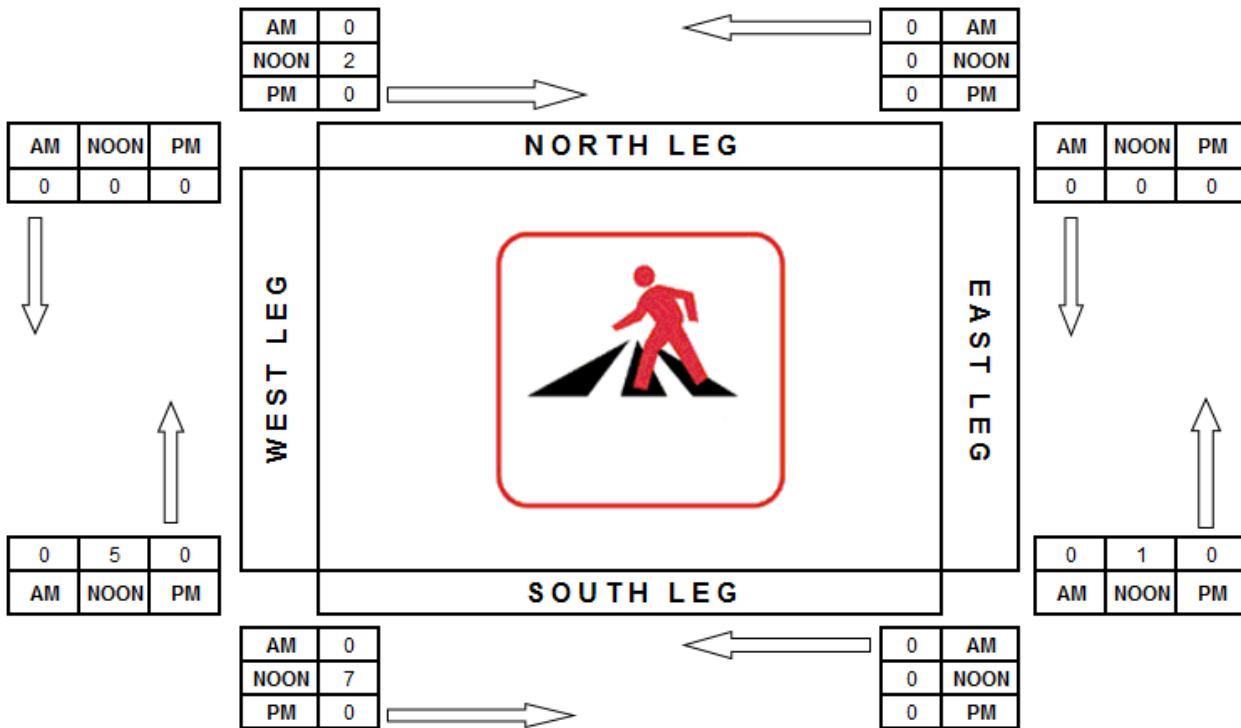 AM 0
NOON 2
PM 0
0 AM
0 NOON
0 PM
AM NOON PM
0 0 0
NORTH LEG
AM NOON PM
0 0 0
WEST LEG
EAST LEG
0 5 0
AM NOON PM
SOUTH LEG
0 1 0
AM NOON PM
AM 0
NOON 7
PM 0
0 AM
0 NOON
0 PM